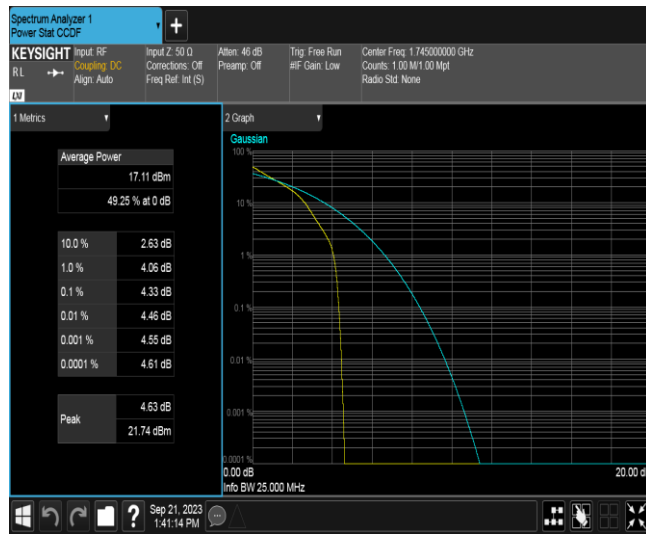 Spectrum Analyzer 1
Power Stat CCDF
+
KEYSIGHT
RL
LXI
Input: RF
Coupling: DC
Align: Auto
Input Z: 50 Ω
Corrections: Off
Freq Ref: Int (S)
Atten: 46 dB
Preamp: Off
Trig: Free Run
#IF Gain: Low
Center Freq: 1.745000000 GHz
Counts: 1.00 M/1.00 Mpt
Radio Std: None
1 Metrics
Average Power
17.11 dBm
49.25 % at 0 dB
10.0 % 2.63 dB
1.0 % 4.06 dB
0.1 % 4.33 dB
0.01 % 4.46 dB
0.001 % 4.55 dB
0.0001 % 4.61 dB
Peak
4.63 dB
21.74 dBm
2 Graph
Gaussian
100 %
10 %
1 %
0.1 %
0.01 %
0.001 %
0.0001 %
0.00 dB
20.00 d
Info BW 25.000 MHz
?
Sep 21, 2023
1:41:14 PM